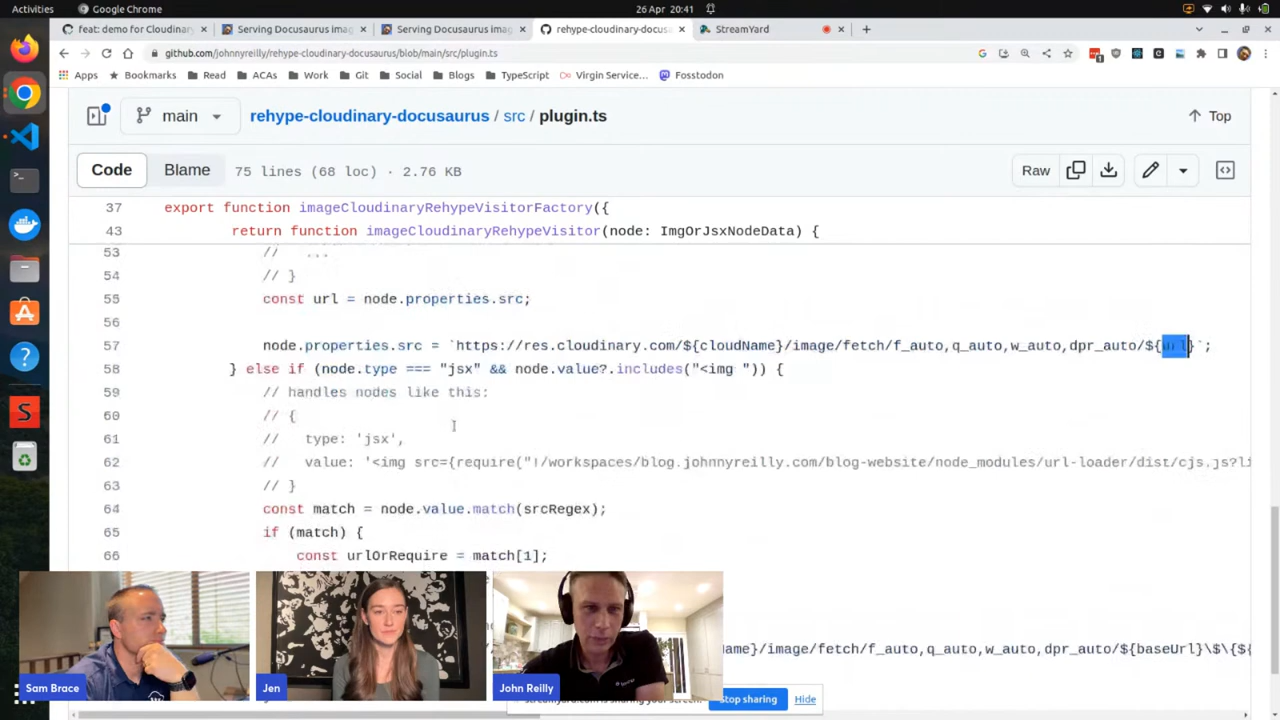 Activities
Google Chrome
26 Apr 20:41
feat: demo for Cloudinary
Serving Docusaurus imag
Serving Docusaurus imag
rehype-cloudinary-docus
StreamYard
github.com/johnnyreilly/rehype-cloudinary-docusaurus/blob/main/src/plugin.ts
Apps
Bookmarks
Read
ACAs
Work
Git
Social
Blogs
TypeScript
Virgin Service...
Fosstodon
main
rehype-cloudinary-docusaurus / src / plugin.ts
Top
Code
Blame
75 lines (68 loc) · 2.76 KB
Raw
37 export function imageCloudinaryRehypeVisitorFactory({
43 return function imageCloudinaryRehypeVisitor(node: ImgOrJsxNodeData) {
53 // ...
54 // }
55 const url = node.properties.src;
56
57 node.properties.src = `https://res.cloudinary.com/${cloudName}/image/fetch/f_auto,q_auto,w_auto,dpr_auto/${url}`;
58 } else if (node.type === "jsx" && node.value?.includes("<img ")) {
59 // handles nodes like this:
60 // {
61 // type: 'jsx',
62 // value: '<img src={require("!/workspaces/blog.johnnyreilly.com/blog-website/node_modules/url-loader/dist/cjs.js?li
63 // }
64 const match = node.value.match(srcRegex);
65 if (match) {
66 const urlOrRequire = match[1];
Name}/image/fetch/f_auto,q_auto,w_auto,dpr_auto/${baseUrl}\$\{${
Sam Brace
Jen
John Reilly
is sharing your screen.
Stop sharing
Hide